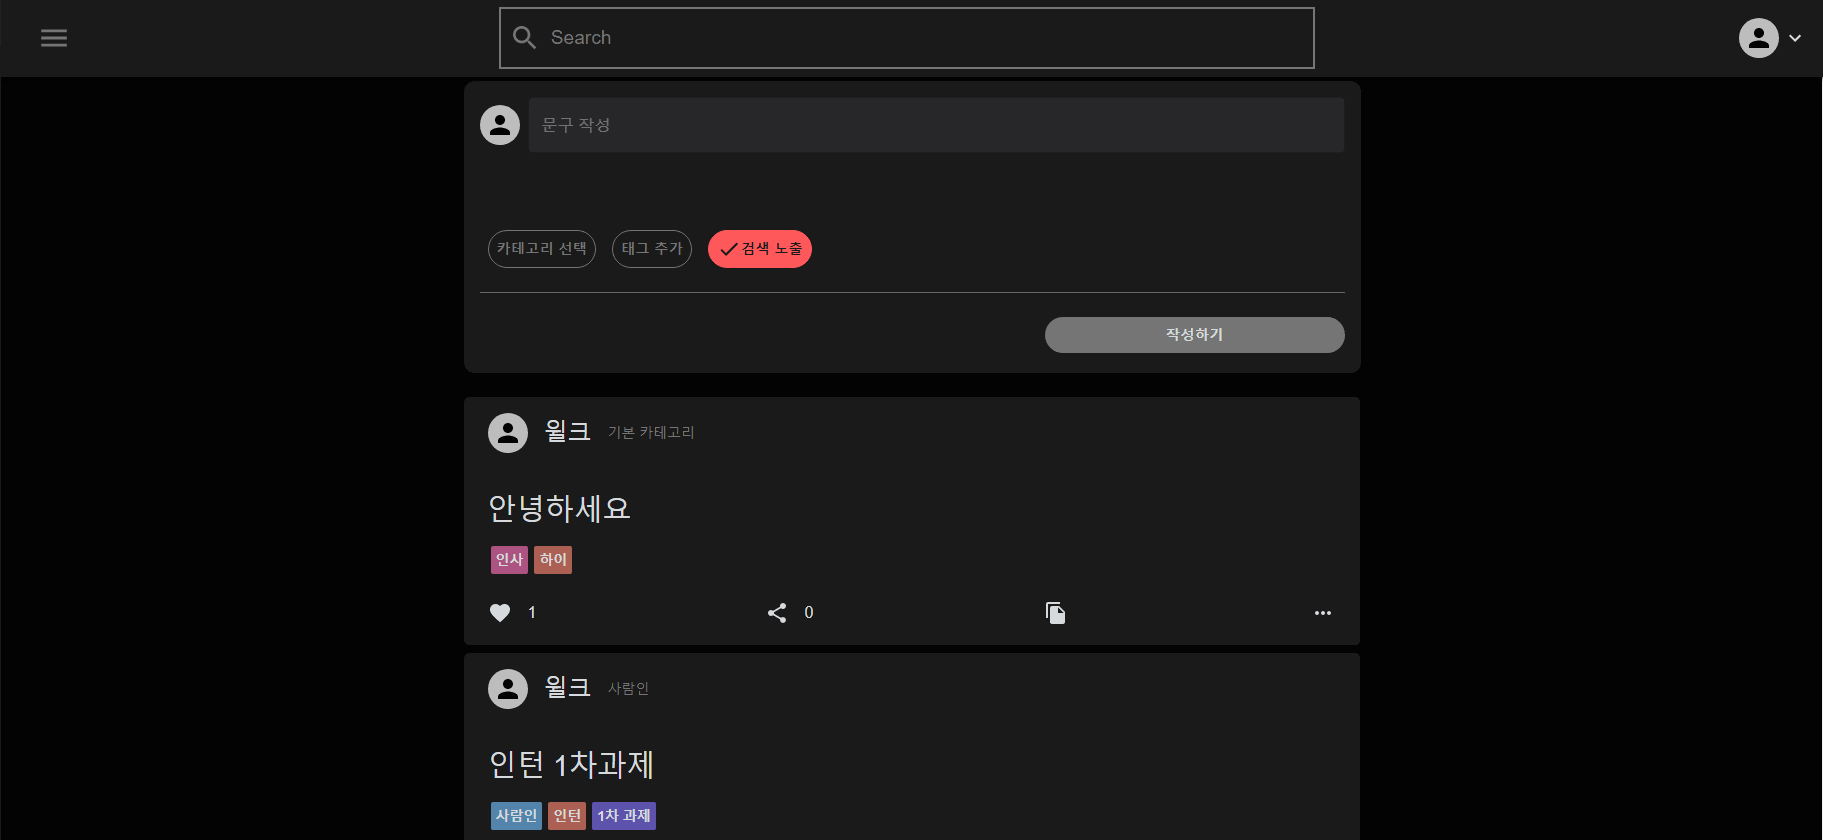 Search
문구 작성
카테고리 선택 태그 추가 검색 노출
작성하기
윌크 기본 카테고리
안녕하세요
인사 하이
1 0
윌크 사람인
인턴 1차과제
사람인 인턴 1차 과제